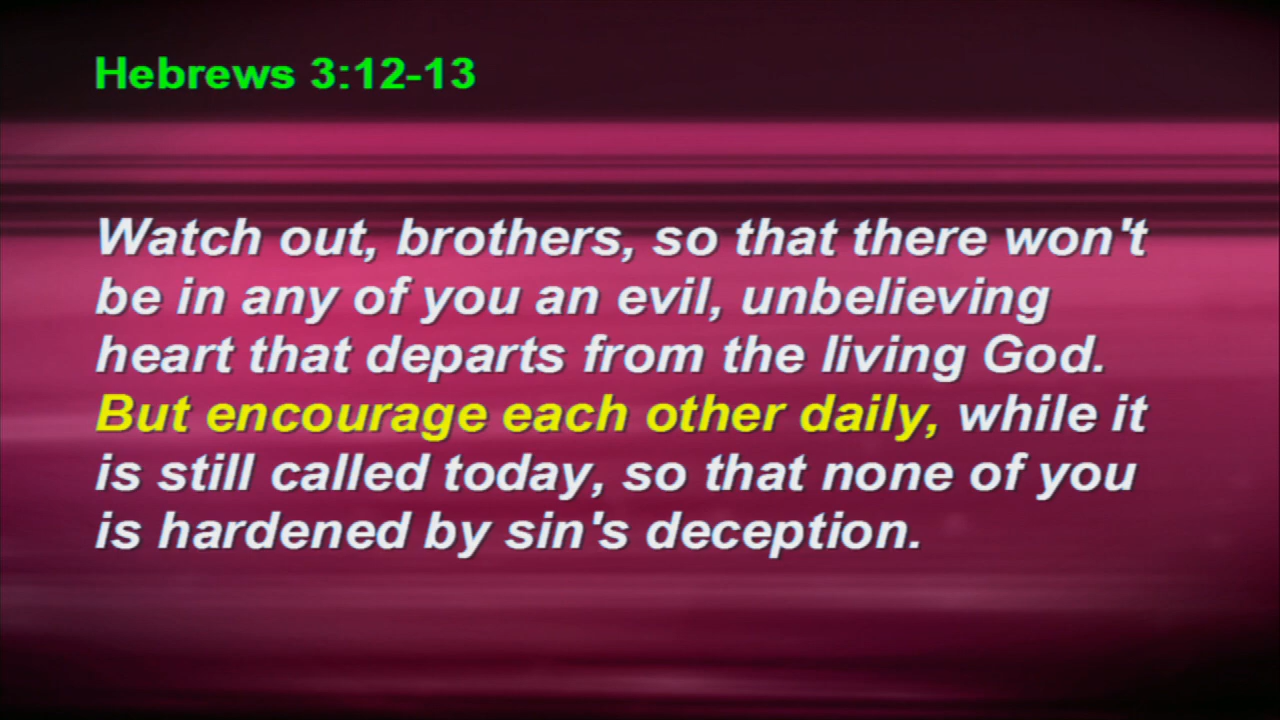 Hebrews 3:12-13
Watch out, brothers, so that there won't
be in any of you an evil, unbelieving
heart that departs from the living God.
But encourage each other daily, while it
is still called today, so that none of you
is hardened by sin's deception.